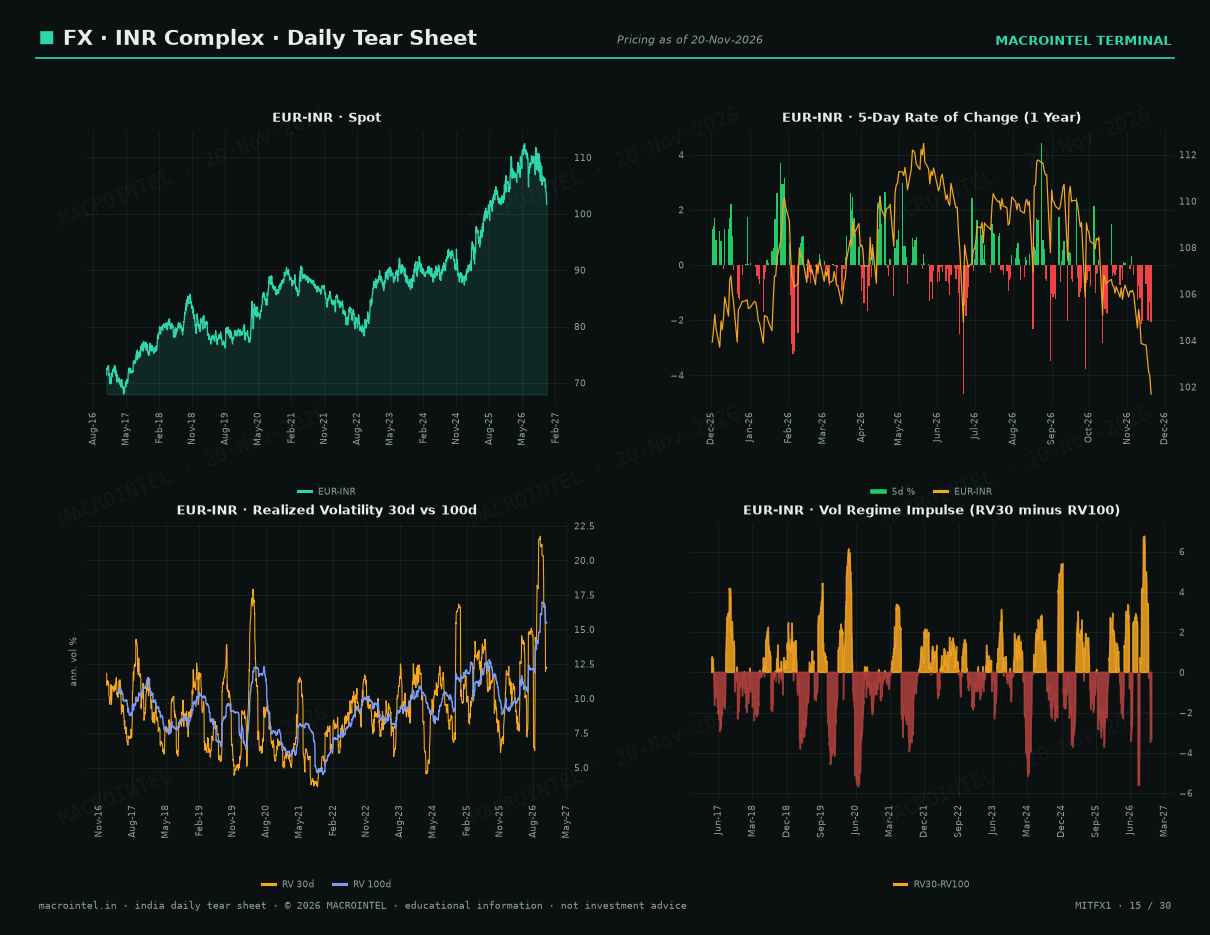 FX · INR Complex · Daily Tear Sheet
Pricing as of 20-Nov-2026
MACROINTEL TERMINAL
EUR-INR · Spot
110
100
90
80
70
Aug-16 May-17 Feb-18 Nov-18 Aug-19 May-20 Feb-21 Nov-21 Aug-22 May-23 Feb-24 Nov-24 Aug-25 May-26 Feb-27
EUR-INR
EUR-INR · 5-Day Rate of Change (1 Year)
4
2
0
−2
−4
112
110
108
106
104
102
Dec-25 Jan-26 Feb-26 Mar-26 Apr-26 May-26 Jun-26 Jul-26 Aug-26 Sep-26 Oct-26 Nov-26 Dec-26
5d % EUR-INR
EUR-INR · Realized Volatility 30d vs 100d
ann. vol %
22.5
20.0
17.5
15.0
12.5
10.0
7.5
5.0
Nov-16 Aug-17 May-18 Feb-19 Nov-19 Aug-20 May-21 Feb-22 Nov-22 Aug-23 May-24 Feb-25 Nov-25 Aug-26 May-27
RV 30d RV 100d
EUR-INR · Vol Regime Impulse (RV30 minus RV100)
6
4
2
0
−2
−4
−6
Jun-17 Mar-18 Dec-18 Sep-19 Jun-20 Mar-21 Dec-21 Sep-22 Jun-23 Mar-24 Dec-24 Sep-25 Jun-26 Mar-27
RV30-RV100
MACROINTEL · 20-Nov-2026
macrointel.in · india daily tear sheet · © 2026 MACROINTEL · educational information · not investment advice
MITFX1 · 15 / 30